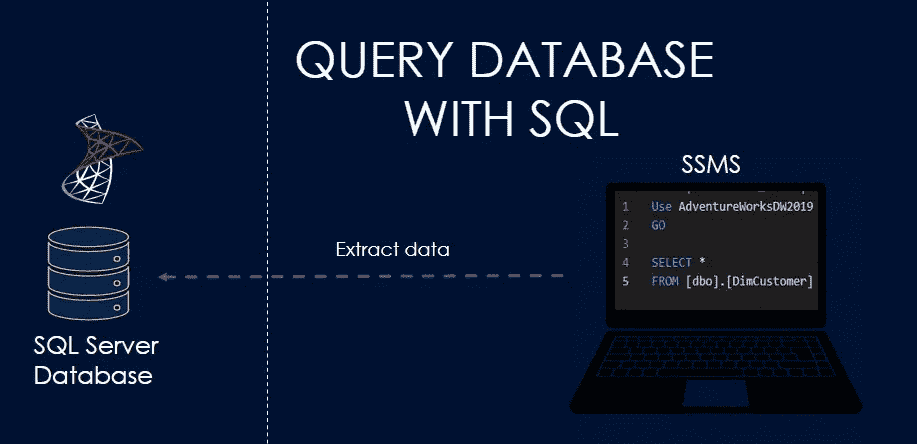 QUERY DATABASE
WITH SQL
SSMS
1 Use AdventureWorksDW2019
2 GO
3
4 SELECT *
5 FROM [dbo].[DimCustomer]
Extract data
SQL Server
Database